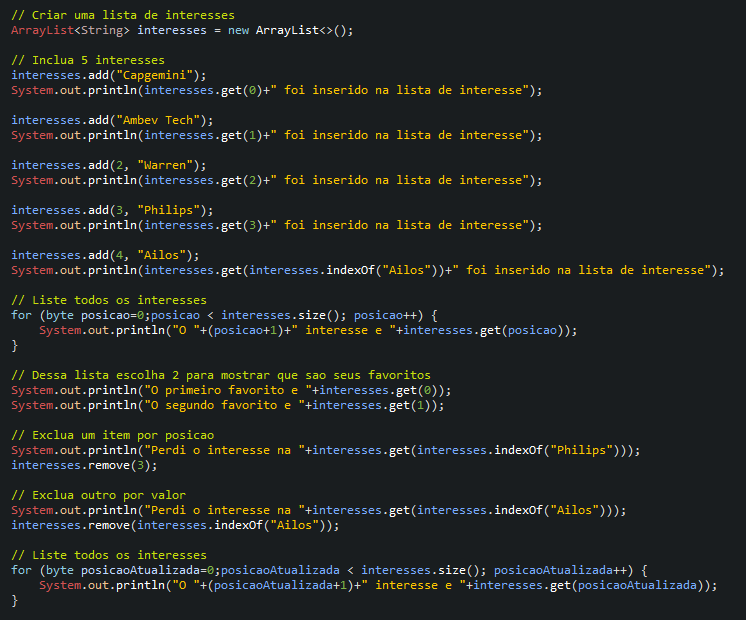 // Criar uma lista de interesses
ArrayList<String> interesses = new ArrayList<>();
// Inclua 5 interesses
interesses.add("Capgemini");
System.out.println(interesses.get(0)+" foi inserido na lista de interesse");
interesses.add("Ambev Tech");
System.out.println(interesses.get(1)+" foi inserido na lista de interesse");
interesses.add(2, "Warren");
System.out.println(interesses.get(2)+" foi inserido na lista de interesse");
interesses.add(3, "Philips");
System.out.println(interesses.get(3)+" foi inserido na lista de interesse");
interesses.add(4, "Ailos");
System.out.println(interesses.get(interesses.indexOf("Ailos"))+" foi inserido na lista de interesse");
// Liste todos os interesses
for (byte posicao=0;posicao < interesses.size(); posicao++) {
    System.out.println("O "+(posicao+1)+" interesse e "+interesses.get(posicao));
}
// Dessa lista escolha 2 para mostrar que sao seus favoritos
System.out.println("O primeiro favorito e "+interesses.get(0));
System.out.println("O segundo favorito e "+interesses.get(1));
// Exclua um item por posicao
System.out.println("Perdi o interesse na "+interesses.get(interesses.indexOf("Philips")));
interesses.remove(3);
// Exclua outro por valor
System.out.println("Perdi o interesse na "+interesses.get(interesses.indexOf("Ailos")));
interesses.remove(interesses.indexOf("Ailos"));
// Liste todos os interesses
for (byte posicaoAtualizada=0;posicaoAtualizada < interesses.size(); posicaoAtualizada++) {
    System.out.println("O "+(posicaoAtualizada+1)+" interesse e "+interesses.get(posicaoAtualizada));
}